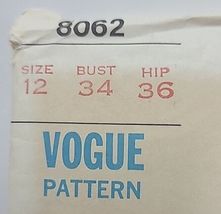 8062
SIZE BUST HIP
12 34 36
VOGUE
PATTERN